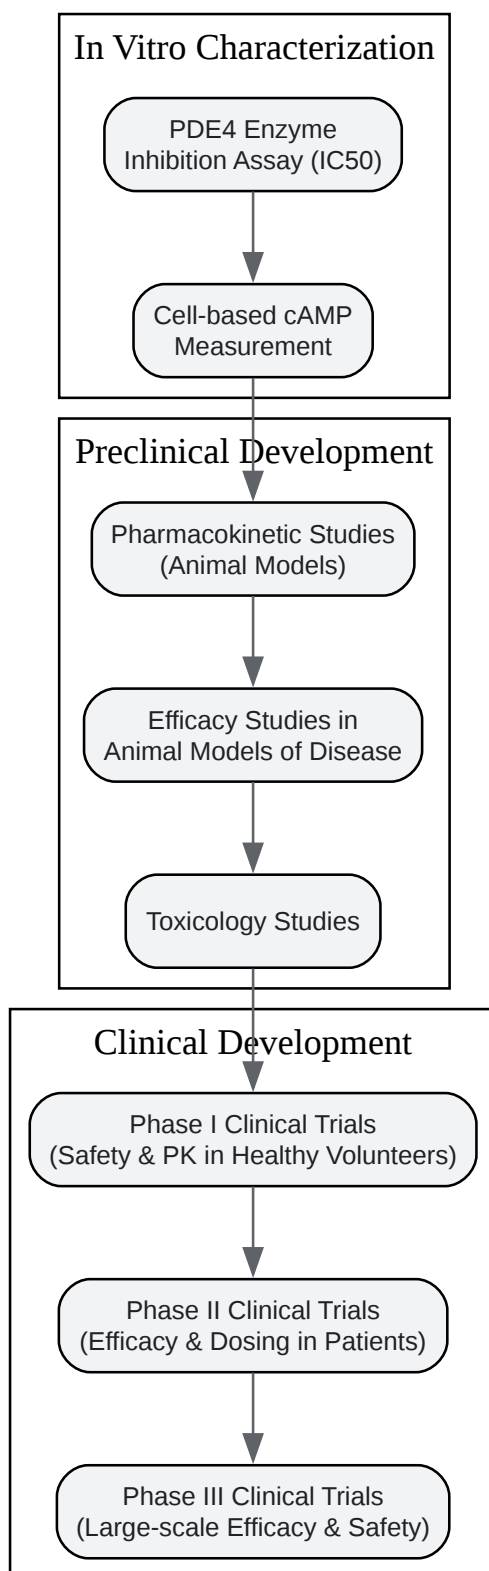 In Vitro Characterization
PDE4 Enzyme
Inhibition Assay (IC50)
Cell-based cAMP
Measurement
Preclinical Development
Pharmacokinetic Studies
(Animal Models)
Efficacy Studies in
Animal Models of Disease
Toxicology Studies
Clinical Development
Phase I Clinical Trials
(Safety & PK in Healthy Volunteers)
Phase II Clinical Trials
(Efficacy & Dosing in Patients)
Phase III Clinical Trials
(Large-scale Efficacy & Safety)